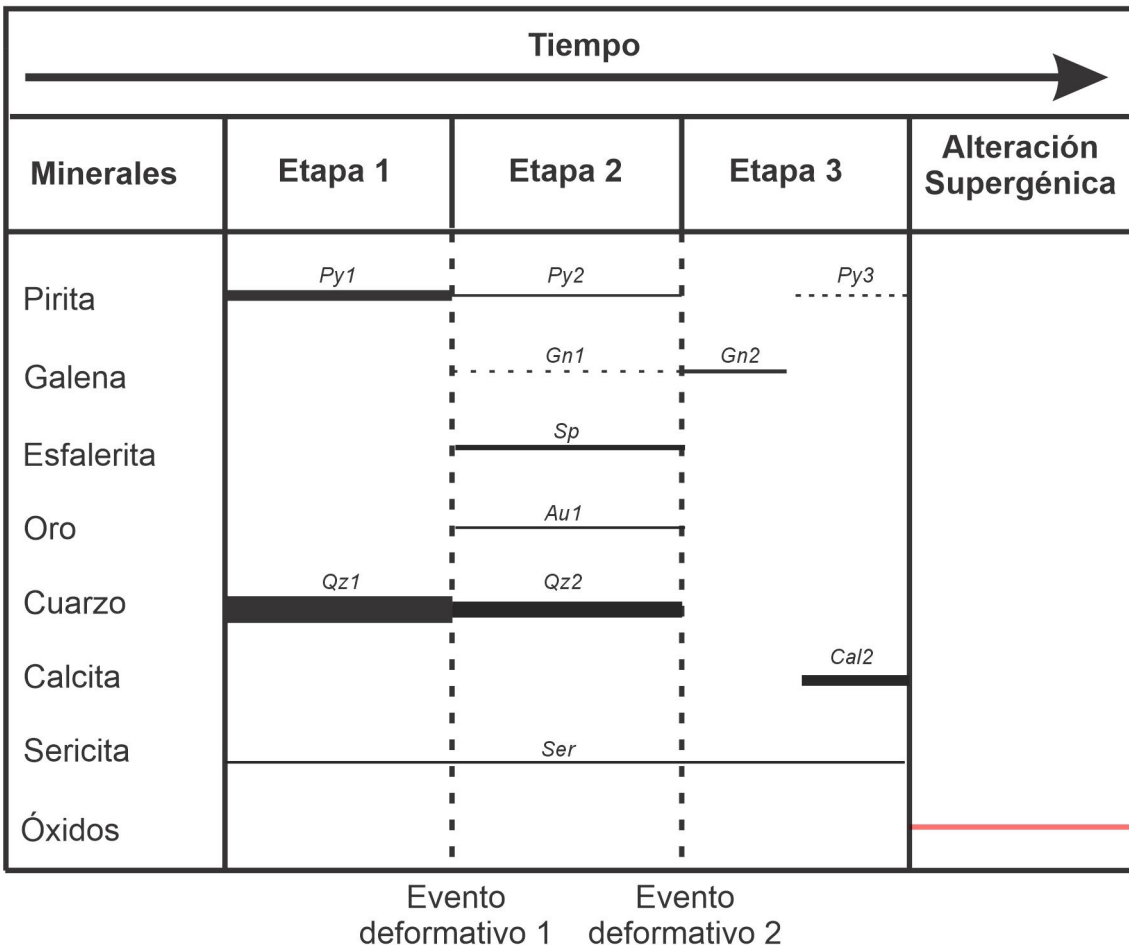 Tiempo
Minerales
Etapa 1
Etapa 2
Etapa 3
Alteración
Supergénica
Pirita
Py1
Py2
Py3
Galena
Gn1
Gn2
Esfalerita
Sp
Oro
Au1
Cuarzo
Qz1
Qz2
Calcita
Cal2
Sericita
Ser
Óxidos
Evento
deformativo 1
Evento
deformativo 2